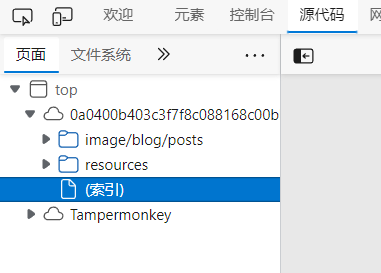 欢迎 元素 控制台 源代码
页面 文件系统
top
0a0400b403c3f7f8c088168c00b
image/blog/posts
resources
(索引)
Tampermonkey